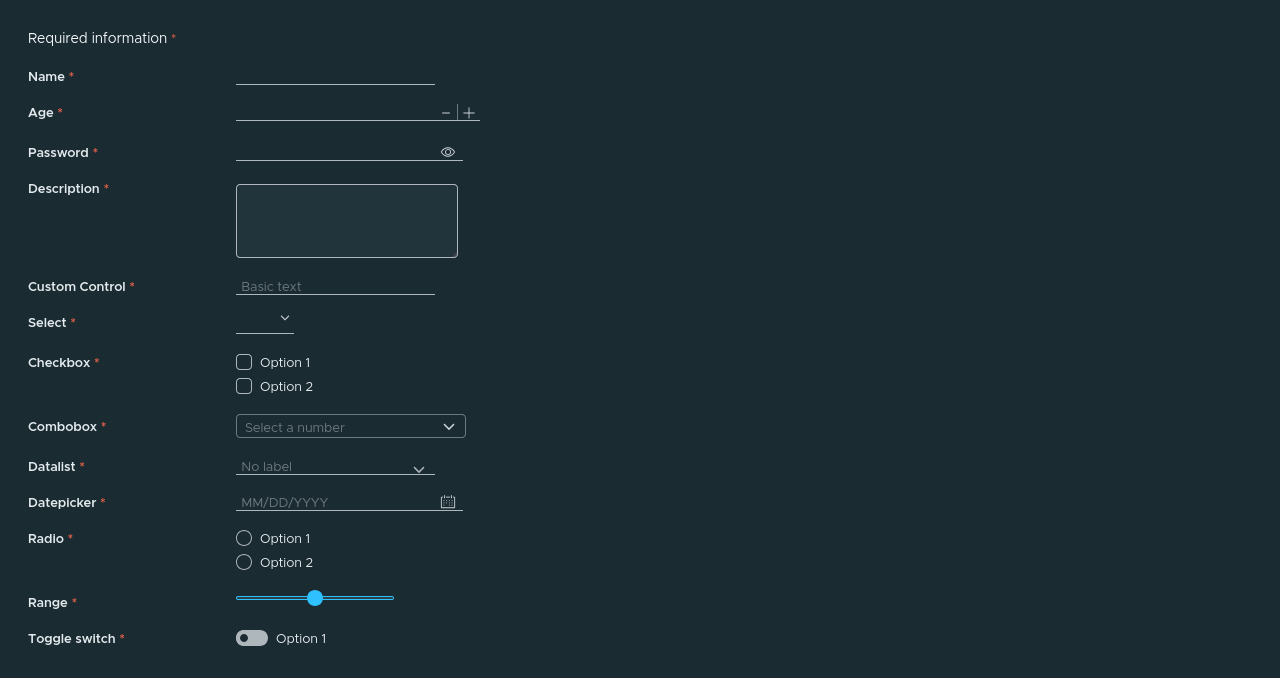 Required information *
Name *
Age *
Password *
Description *
Custom Control * Basic text
Select *
Checkbox * Option 1
Option 2
Combobox * Select a number
Datalist * No label
Datepicker * MM/DD/YYYY
Radio * Option 1
Option 2
Range *
Toggle switch * Option 1